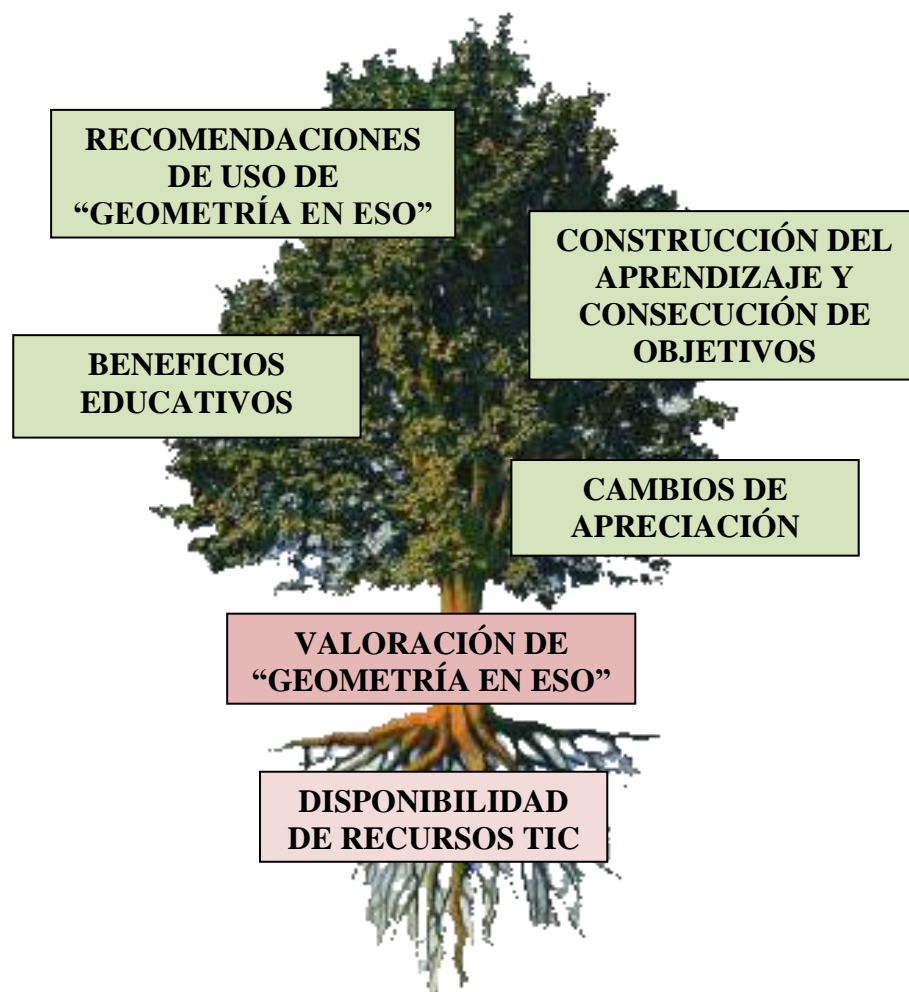 RECOMENDACIONES
DE USO DE
“GEOMETRÍA EN ESO”
CONSTRUCCIÓN DEL
APRENDIZAJE Y
CONSECUCIÓN DE
OBJETIVOS
BENEFICIOS
EDUCATIVOS
CAMBIOS DE
APRECIACIÓN
VALORACIÓN DE
“GEOMETRÍA EN ESO”
DISPONIBILIDAD
DE RECURSOS TIC